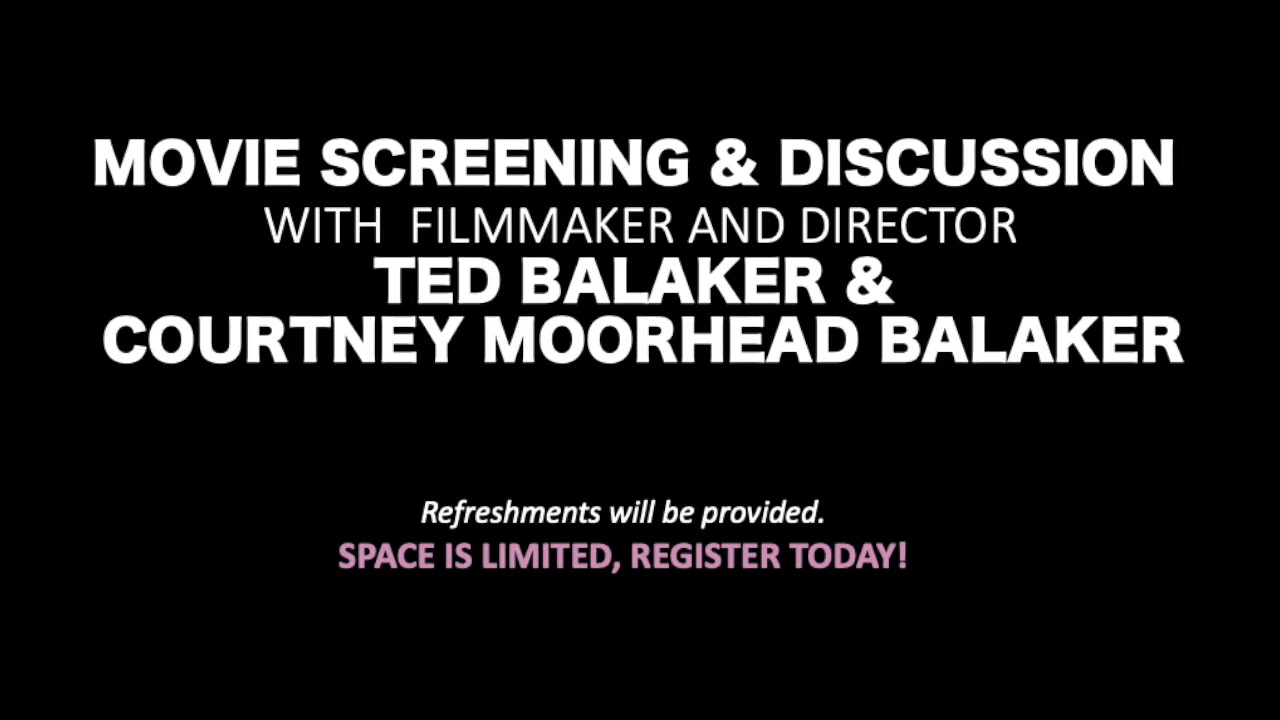 MOVIE SCREENING & DISCUSSION
WITH FILMMAKER AND DIRECTOR
TED BALAKER &
COURTNEY MOORHEAD BALAKER
Refreshments will be provided.
SPACE IS LIMITED, REGISTER TODAY!